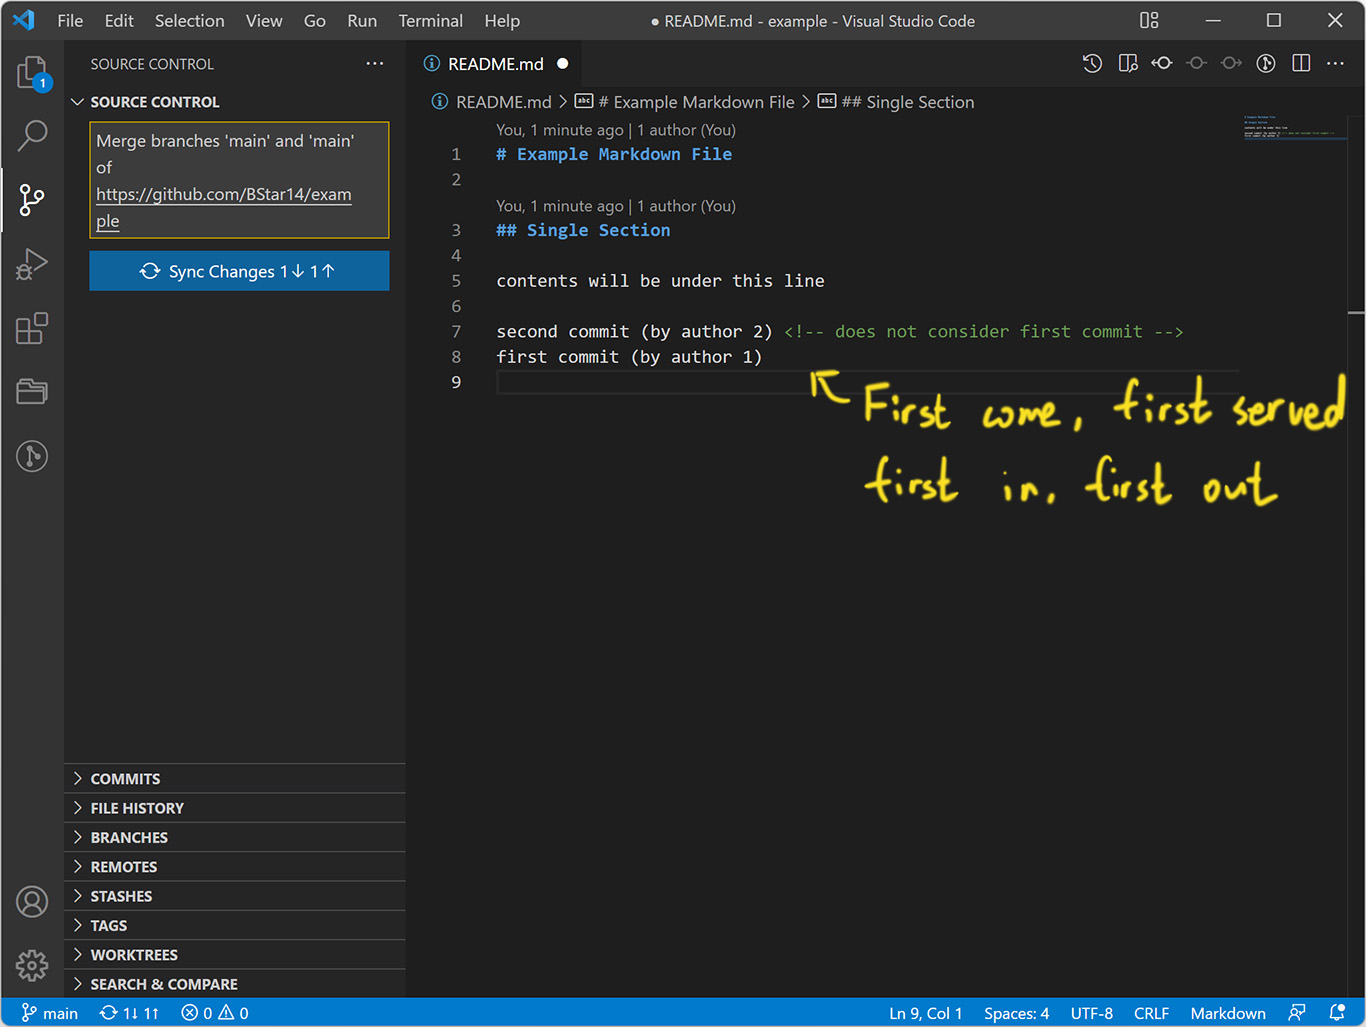 File Edit Selection View Go Run Terminal Help ● README.md - example - Visual Studio Code
1
SOURCE CONTROL ...
SOURCE CONTROL
Merge branches 'main' and 'main'
of
https://github.com/BStar14/exam
ple
Sync Changes 1↓ 1↑
COMMITS
FILE HISTORY
BRANCHES
REMOTES
STASHES
TAGS
WORKTREES
SEARCH & COMPARE
README.md ●
README.md > # Example Markdown File > ## Single Section
You, 1 minute ago | 1 author (You)
1 # Example Markdown File
2
You, 1 minute ago | 1 author (You)
3 ## Single Section
4
5 contents will be under this line
6
7 second commit (by author 2) <!-- does not consider first commit -->
8 first commit (by author 1)
9
First come, first served
first in, first out
main 1↓ 1↑ 0 0 Ln 9, Col 1 Spaces: 4 UTF-8 CRLF Markdown